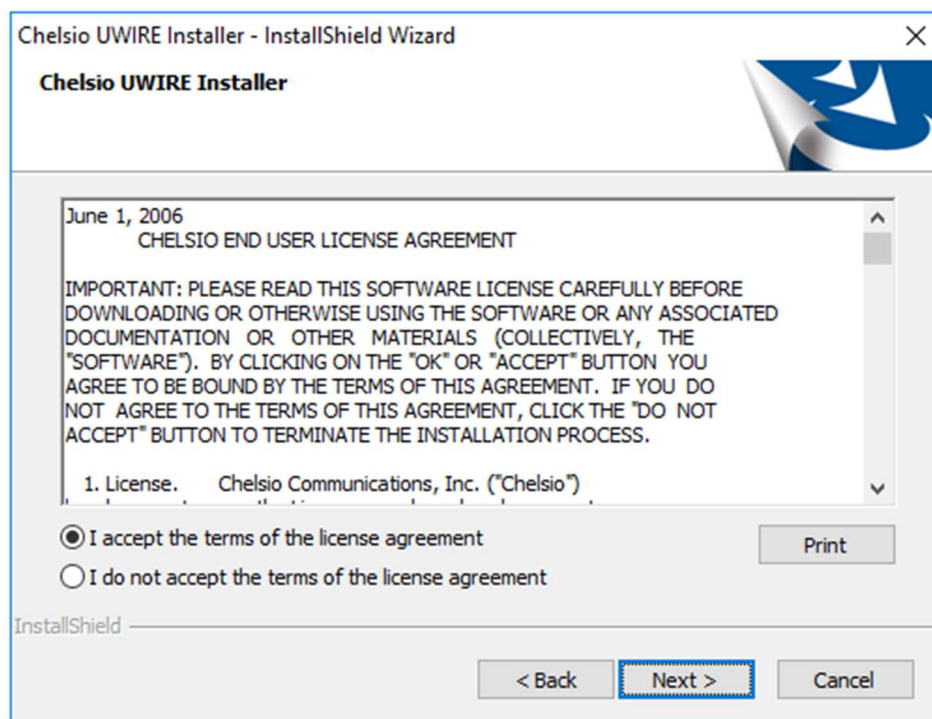 Chelsio UWIRE Installer - InstallShield Wizard
Chelsio UWIRE Installer
June 1, 2006
CHELSIO END USER LICENSE AGREEMENT
IMPORTANT: PLEASE READ THIS SOFTWARE LICENSE CAREFULLY BEFORE
DOWNLOADING OR OTHERWISE USING THE SOFTWARE OR ANY ASSOCIATED
DOCUMENTATION OR OTHER MATERIALS (COLLECTIVELY, THE
"SOFTWARE"). BY CLICKING ON THE "OK" OR "ACCEPT" BUTTON YOU
AGREE TO BE BOUND BY THE TERMS OF THIS AGREEMENT. IF YOU DO
NOT AGREE TO THE TERMS OF THIS AGREEMENT, CLICK THE "DO NOT
ACCEPT" BUTTON TO TERMINATE THE INSTALLATION PROCESS.
1. License. Chelsio Communications, Inc. ("Chelsio")
I accept the terms of the license agreement
Print
I do not accept the terms of the license agreement
InstallShield
< Back
Next >
Cancel